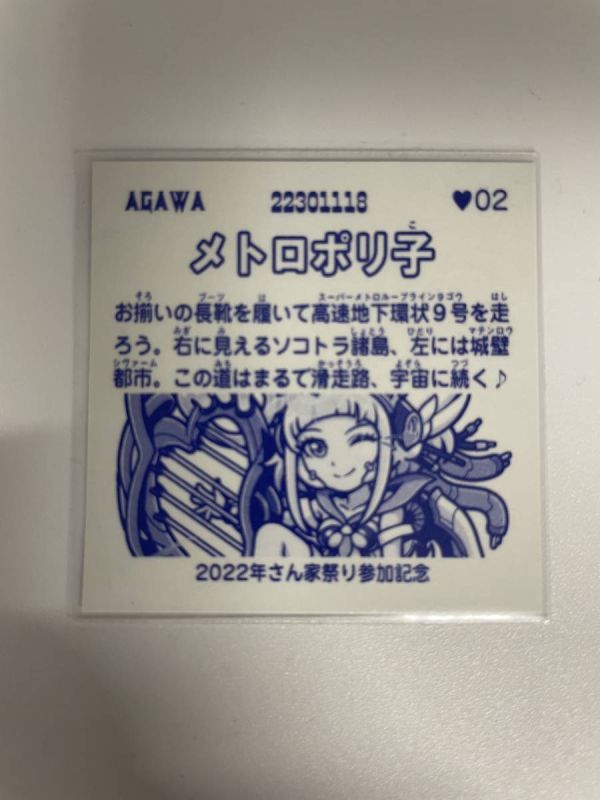 AGAWA 22301118 ♥02
メトロポリ子
お揃いの長靴を履いて高速地下環状9号を走
ろう。右に見えるソコトラ諸島、左には城壁
都市。この道はまるで滑走路、宇宙に続く♪
2022年さん家祭り参加記念